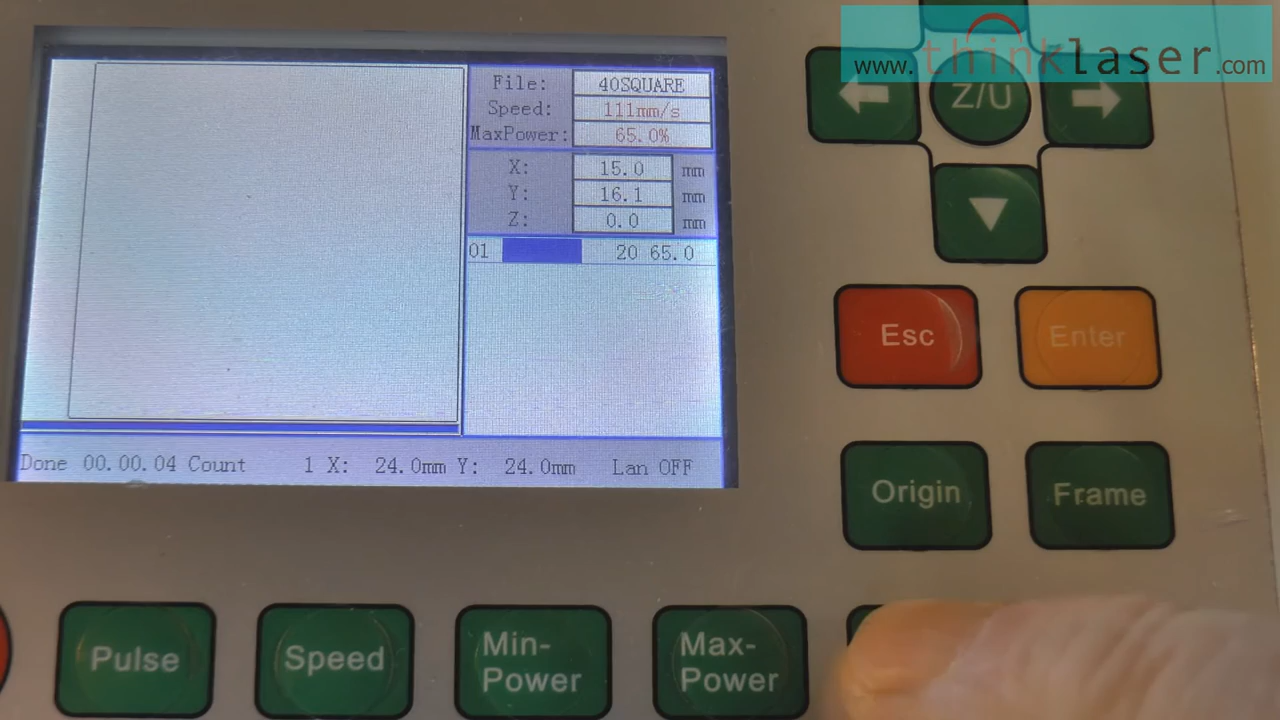 www.thinklaser.com
File: 40SQUARE
Speed: 111mm/s
MaxPower: 65.0%
X: 15.0 mm
Y: 16.1 mm
Z: 0.0 mm
01 20 65.0
Done 00.00.04 Count 1 X: 24.0mm Y: 24.0mm Lan OFF
Z/U
Esc
Enter
Origin
Frame
Pulse
Speed
Min-
Power
Max-
Power